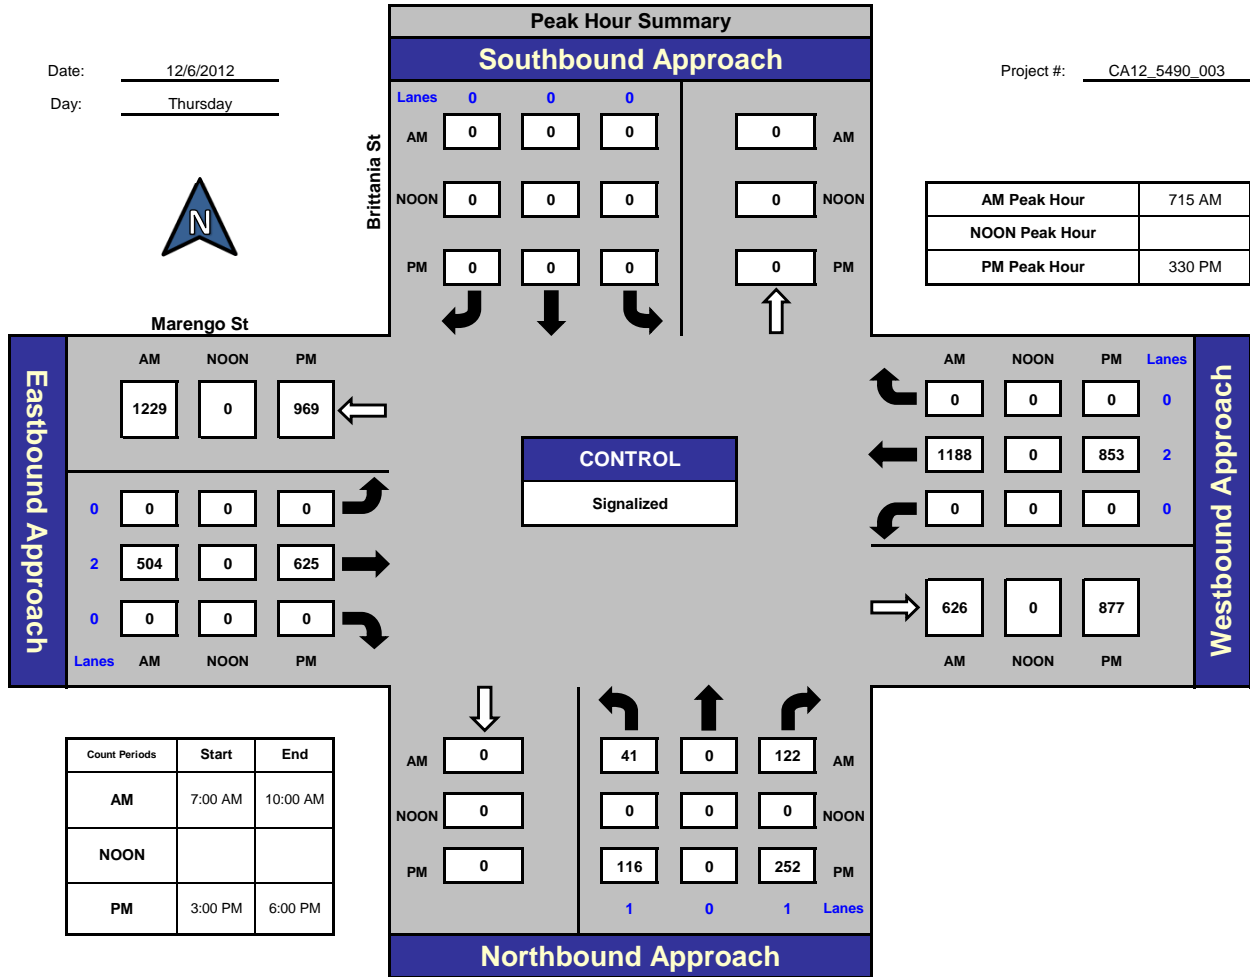 Peak Hour Summary
Southbound Approach
Date: 12/6/2012
Project #: CA12_5490_003
Day: Thursday
Lanes 0 0 0
AM 0 0 0 0 AM
Brittania St
NOON 0 0 0 0 NOON
PM 0 0 0 0 PM
N
AM Peak Hour 715 AM
NOON Peak Hour
PM Peak Hour 330 PM
Marengo St
Eastbound Approach
AM NOON PM
1229 0 969
0 0 0 0
2 504 0 625
0 0 0 0
Lanes AM NOON PM
CONTROL
Signalized
AM NOON PM Lanes
0 0 0 0
1188 0 853 2
0 0 0 0
626 0 877
AM NOON PM
Westbound Approach
Count Periods Start End
AM 7:00 AM 10:00 AM
NOON
PM 3:00 PM 6:00 PM
AM 0 41 0 122 AM
NOON 0 0 0 0 NOON
PM 0 116 0 252 PM
1 0 1 Lanes
Northbound Approach